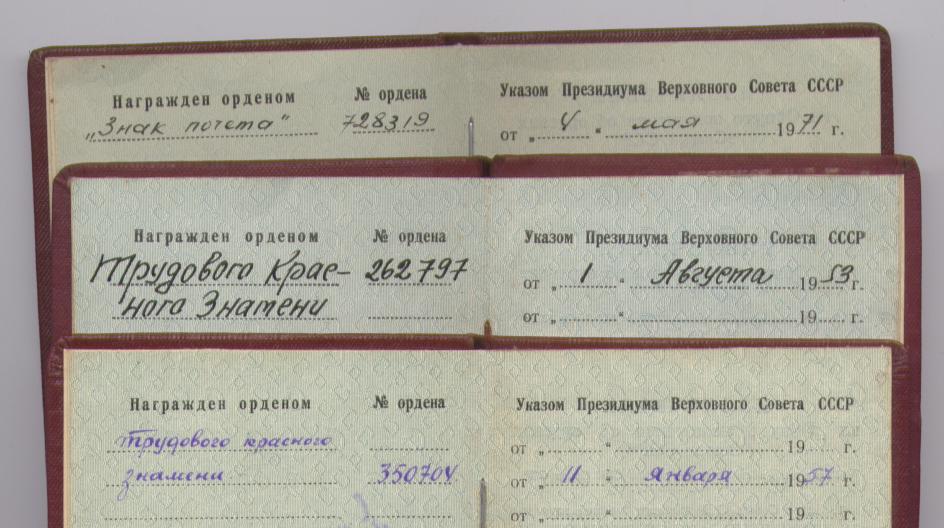 Награжден орденом № ордена Указом Президиума Верховного Совета СССР
„Знак почета“ 728319 от „ 4 “ мая 1971 г.
Награжден орденом № ордена Указом Президиума Верховного Совета СССР
Трудового Крас- 262797 от „ 1 “ Августа 1953 г.
ного Знамени от „ “ 19 г.
Награжден орденом № ордена Указом Президиума Верховного Совета СССР
Трудового красного от „ “ 19 г.
знамени 350704 от „ 11 “ Января 1957 г.
от „ “ 19 г.